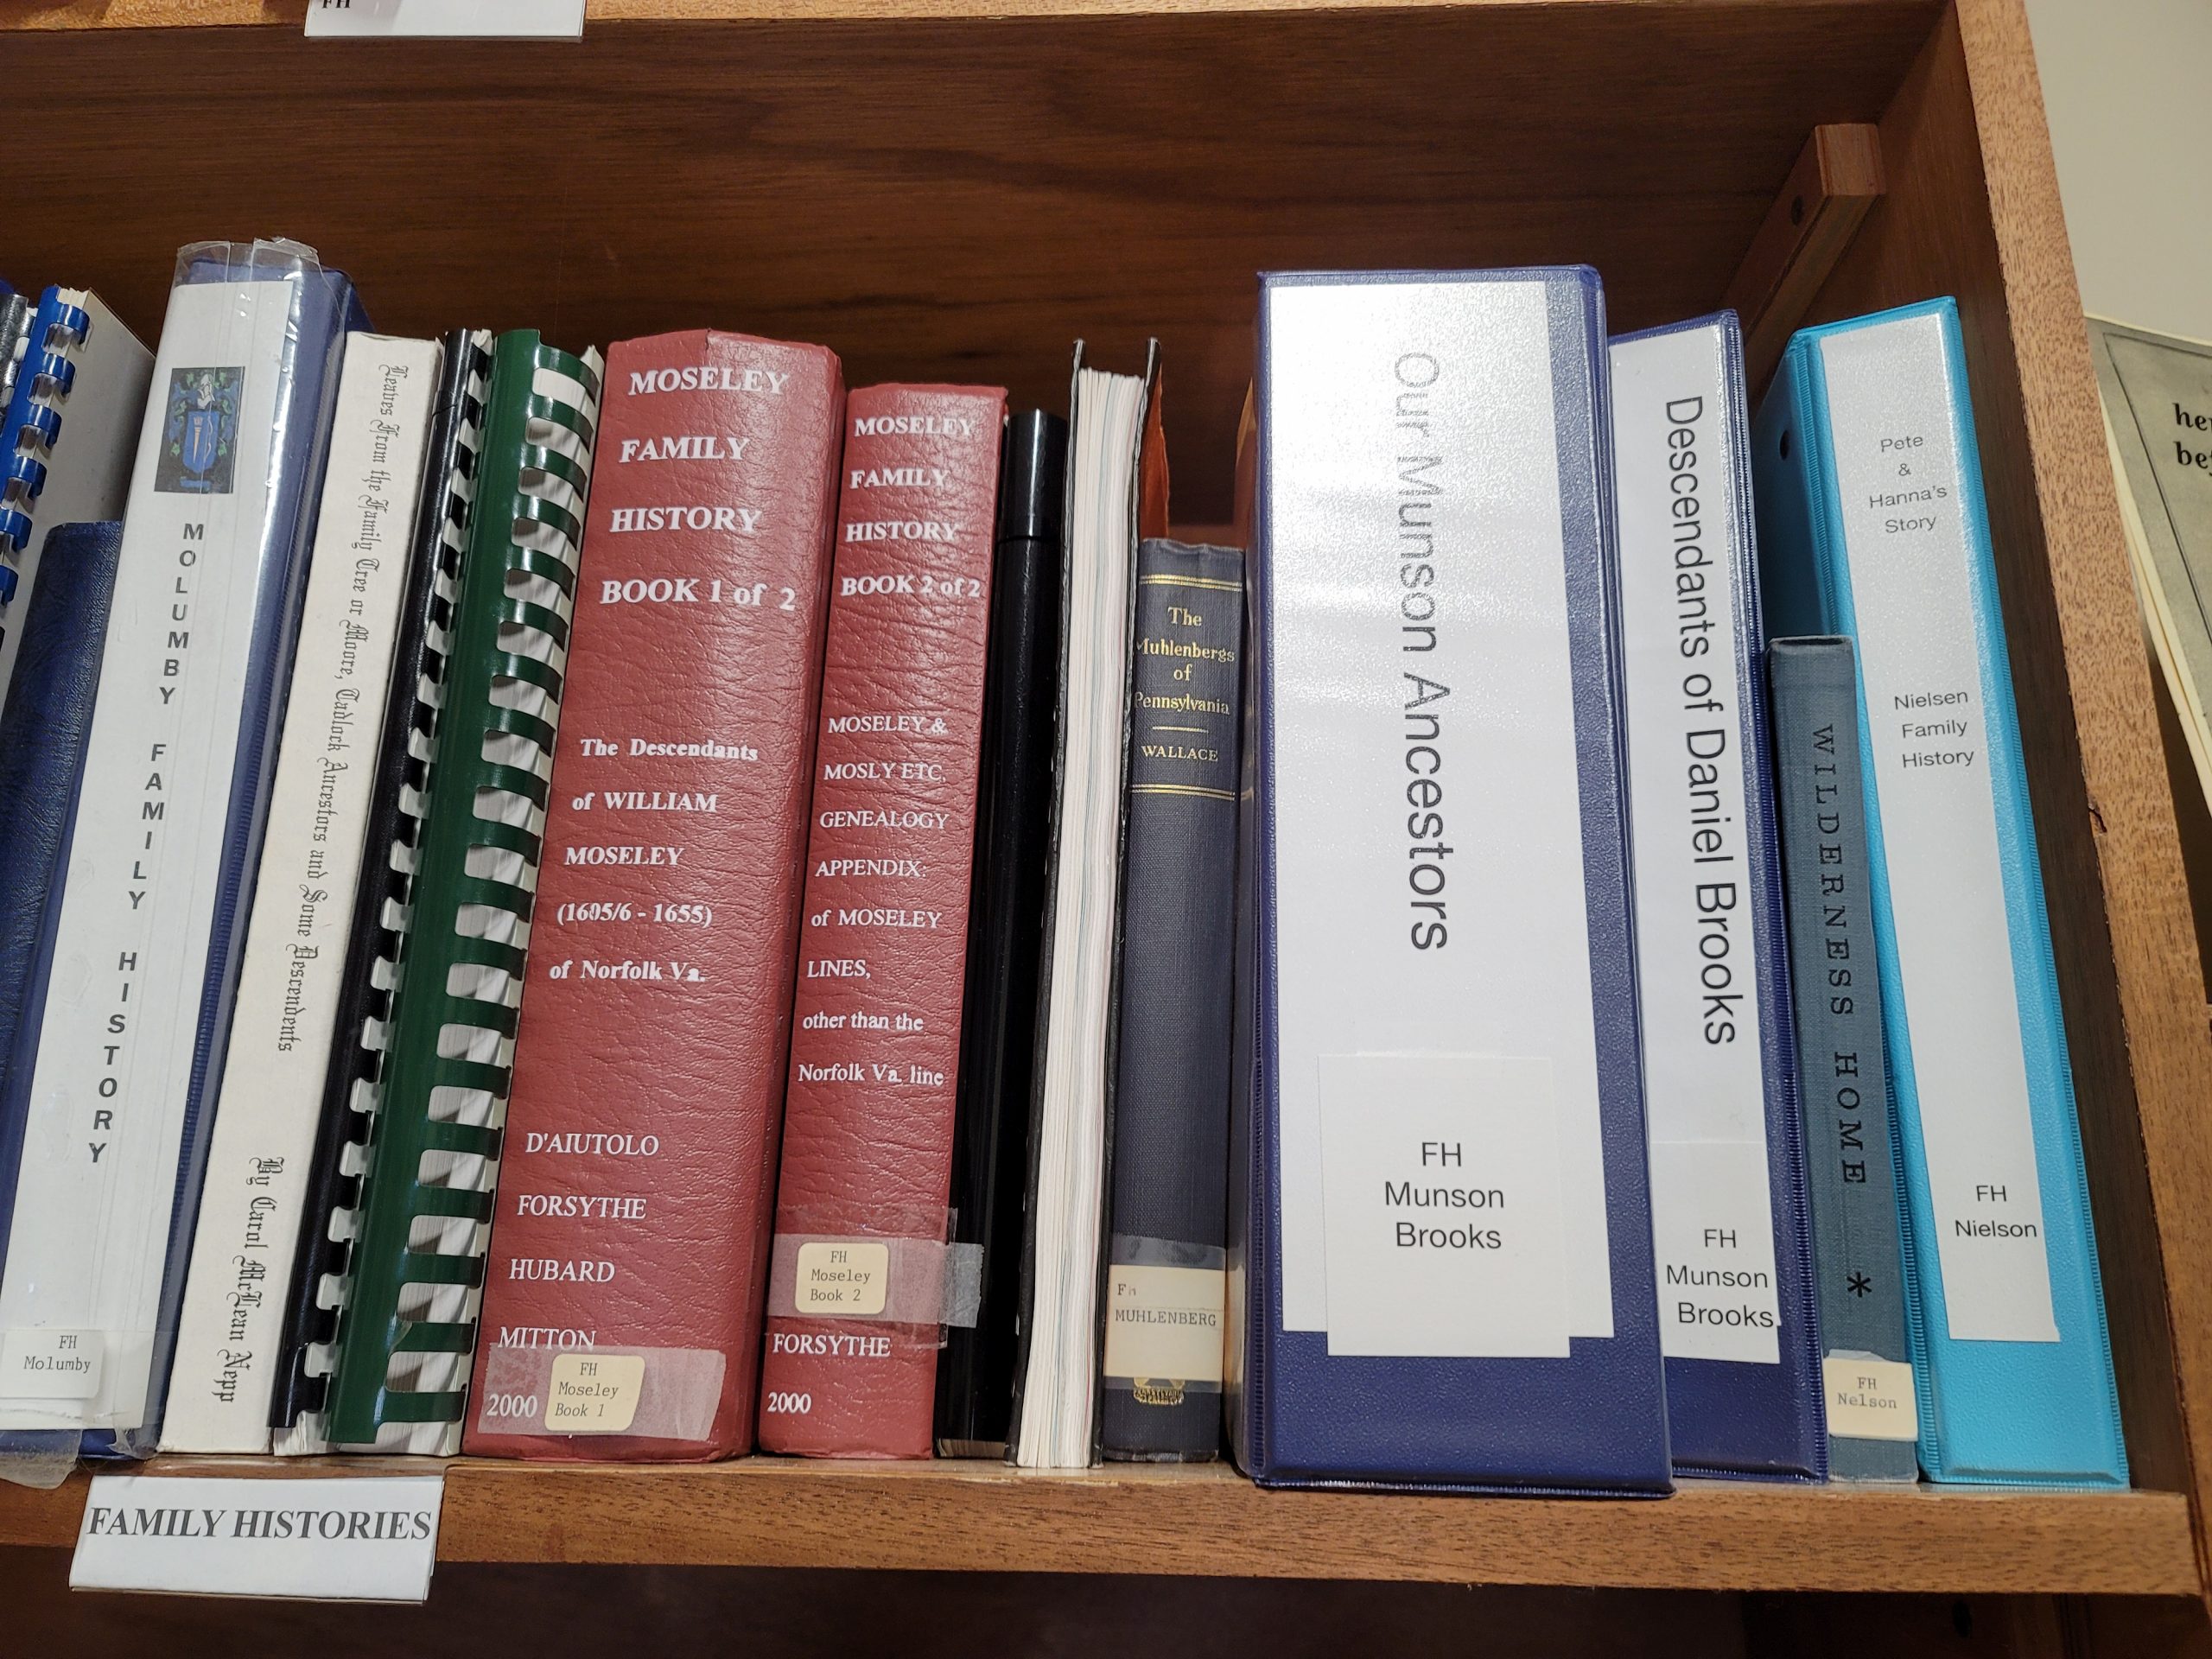 FH
MOLUMBY FAMILY HISTORY
FH
Molumby
Leaves From the Family Tree or Moore, Tadlock Ancestors and Some Descendents
By Carol McLean Nepp
MOSELEY
FAMILY
HISTORY
BOOK 1 of 2
The Descendants
of WILLIAM
MOSELEY
(1605/6 - 1655)
of Norfolk Va.
D'AIUTOLO
FORSYTHE
HUBARD
MITTON
2000
FH
Moseley
Book 1
MOSELEY
FAMILY
HISTORY
BOOK 2 of 2
MOSELEY &
MOSLY ETC.
GENEALOGY
APPENDIX:
of MOSELEY
LINES,
other than the
Norfolk Va. line
FH
Moseley
Book 2
FORSYTHE
2000
The
Muhlenbergs
of
Pennsylvania
WALLACE
FH
MUHLENBERG
Our Munson Ancestors
FH
Munson
Brooks
Descendants of Daniel Brooks
FH
Munson
Brooks
WILDERNESS HOME *
FH
Nelson
Pete
&
Hanna's
Story
Nielsen
Family
History
FH
Nielson
FAMILY HISTORIES